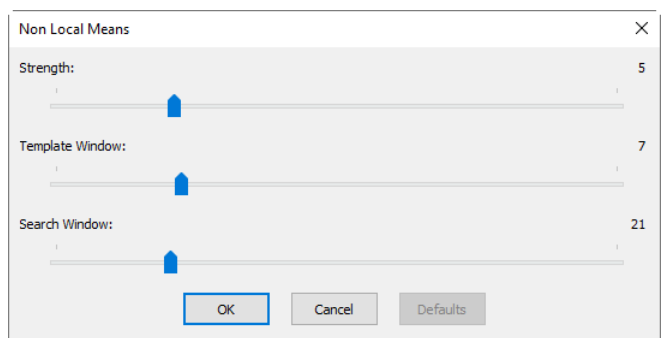 Non Local Means
Strength: 5
Template Window: 7
Search Window: 21
OK Cancel Defaults